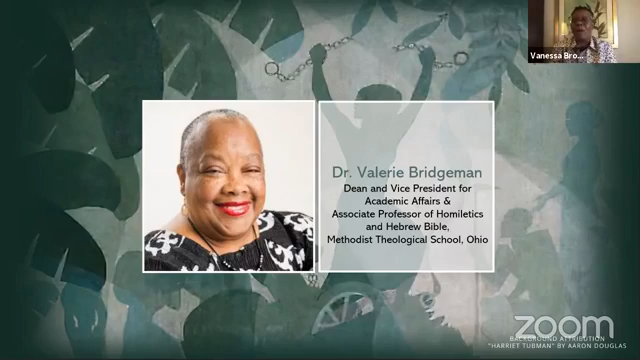 Vanessa Bro...
Dr. Valerie Bridgeman
Dean and Vice President for
Academic Affairs &
Associate Professor of Homiletics
and Hebrew Bible,
Methodist Theological School, Ohio
zoom
BACKGROUND ATTRIBUTION
"HARRIET TUBMAN" BY AARON DOUGLAS